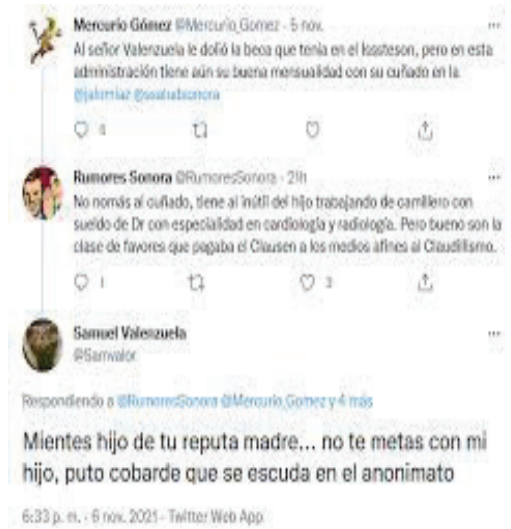 Mercurio Gómez @Mercurio_Gomez · 5 nov.
Al señor Valenzuela le dolió la beca que tenia en el Isssteson, pero en esta
administración tiene aún su buena mensualidad con su cuñado en la
@ssaludsonora
Rumores Sonora @RumoresSonora · 21h
No nomás al cuñado, tiene al inútil del hijo trabajando de camillero con
sueldo de Dr con especialidad en cardiología y radiología. Pero bueno son la
clase de favores que pagaba el Clausen a los medios afines al Claudillismo.
1
3
Samuel Valenzuela
@Samvalor
Respondiendo a @RumoresSonora @Mercurio_Gomez y 4 más
Mientes hijo de tu reputa madre... no te metas con mi
hijo, puto cobarde que se escuda en el anonimato
6:33 p. m. · 6 nov. 2021 · Twitter Web App